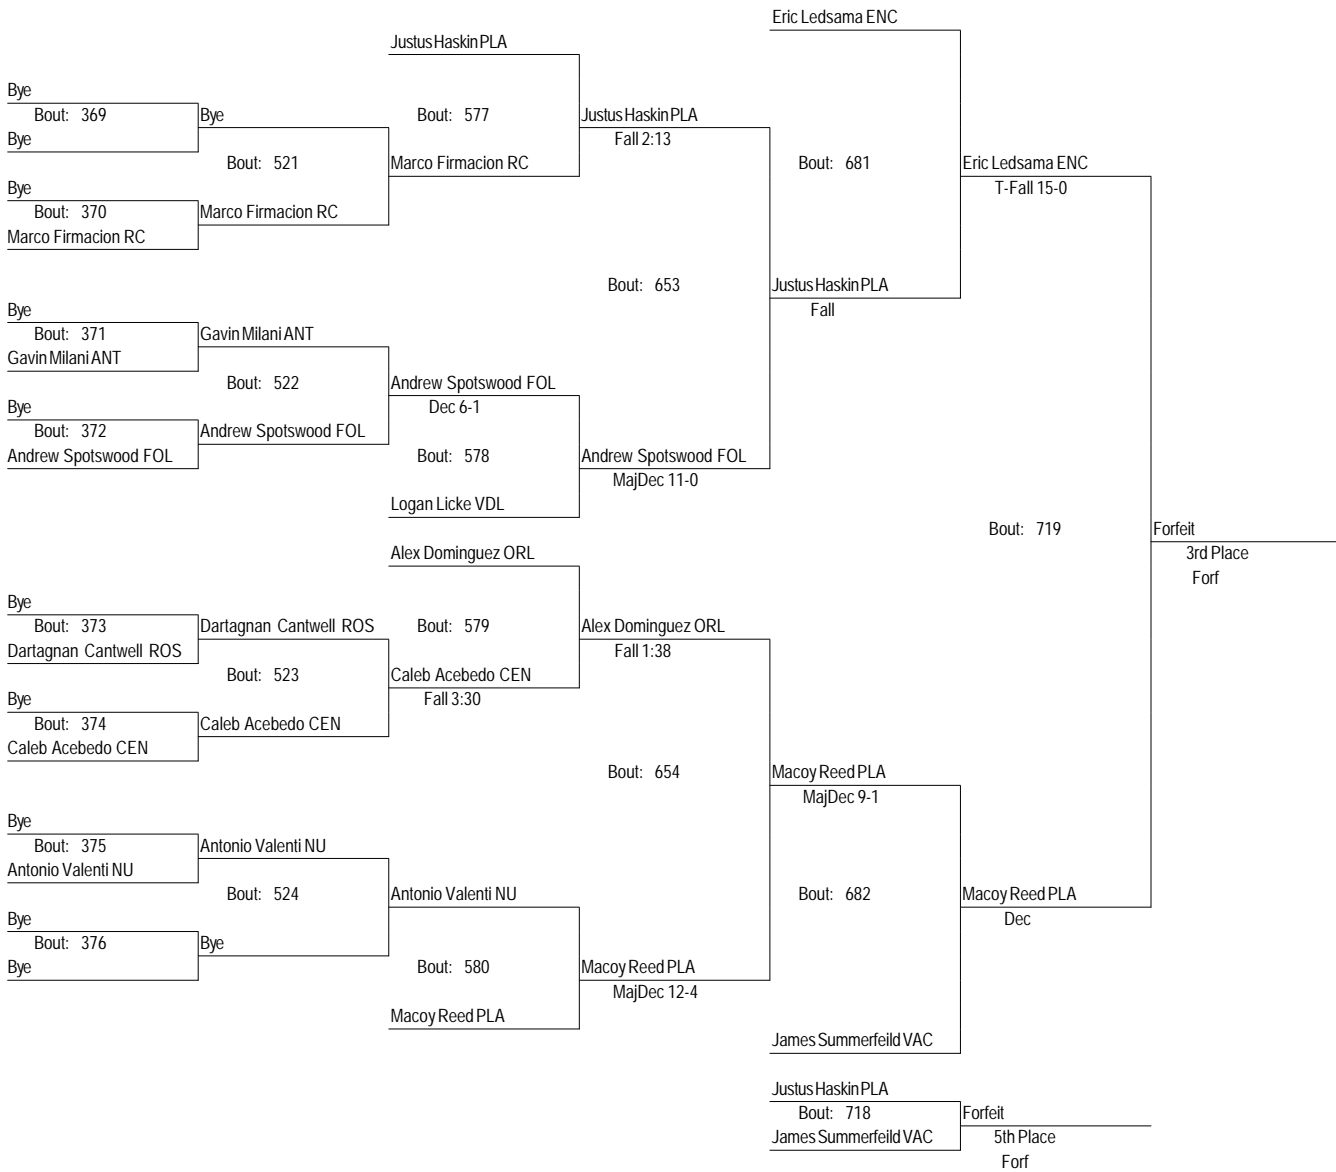 Eric Ledsama ENC
Justus Haskin PLA
Bye
Bout: 369
Bye
Bout: 577
Justus Haskin PLA
Fall 2:13
Bye
Bout: 521
Marco Firmacion RC
Bout: 681
Eric Ledsama ENC
T-Fall 15-0
Bye
Bout: 370
Marco Firmacion RC
Marco Firmacion RC
Bout: 653
Justus Haskin PLA
Fall
Bye
Bout: 371
Gavin Milani ANT
Gavin Milani ANT
Bout: 522
Andrew Spotswood FOL
Dec 6-1
Bye
Bout: 372
Andrew Spotswood FOL
Andrew Spotswood FOL
Bout: 578
Andrew Spotswood FOL
MajDec 11-0
Logan Licke VDL
Bout: 719
Forfeit
3rd Place
Forf
Alex Dominguez ORL
Bye
Bout: 373
Dartagnan Cantwell ROS
Bout: 579
Alex Dominguez ORL
Fall 1:38
Dartagnan Cantwell ROS
Bout: 523
Caleb Acebedo CEN
Fall 3:30
Bye
Bout: 374
Caleb Acebedo CEN
Caleb Acebedo CEN
Bout: 654
Macoy Reed PLA
MajDec 9-1
Bye
Bout: 375
Antonio Valenti NU
Antonio Valenti NU
Bout: 524
Antonio Valenti NU
Bout: 682
Macoy Reed PLA
Dec
Bye
Bout: 376
Bye
Bye
Bout: 580
Macoy Reed PLA
MajDec 12-4
Macoy Reed PLA
James Summerfeild VAC
Justus Haskin PLA
Bout: 718
Forfeit
James Summerfeild VAC
5th Place
Forf